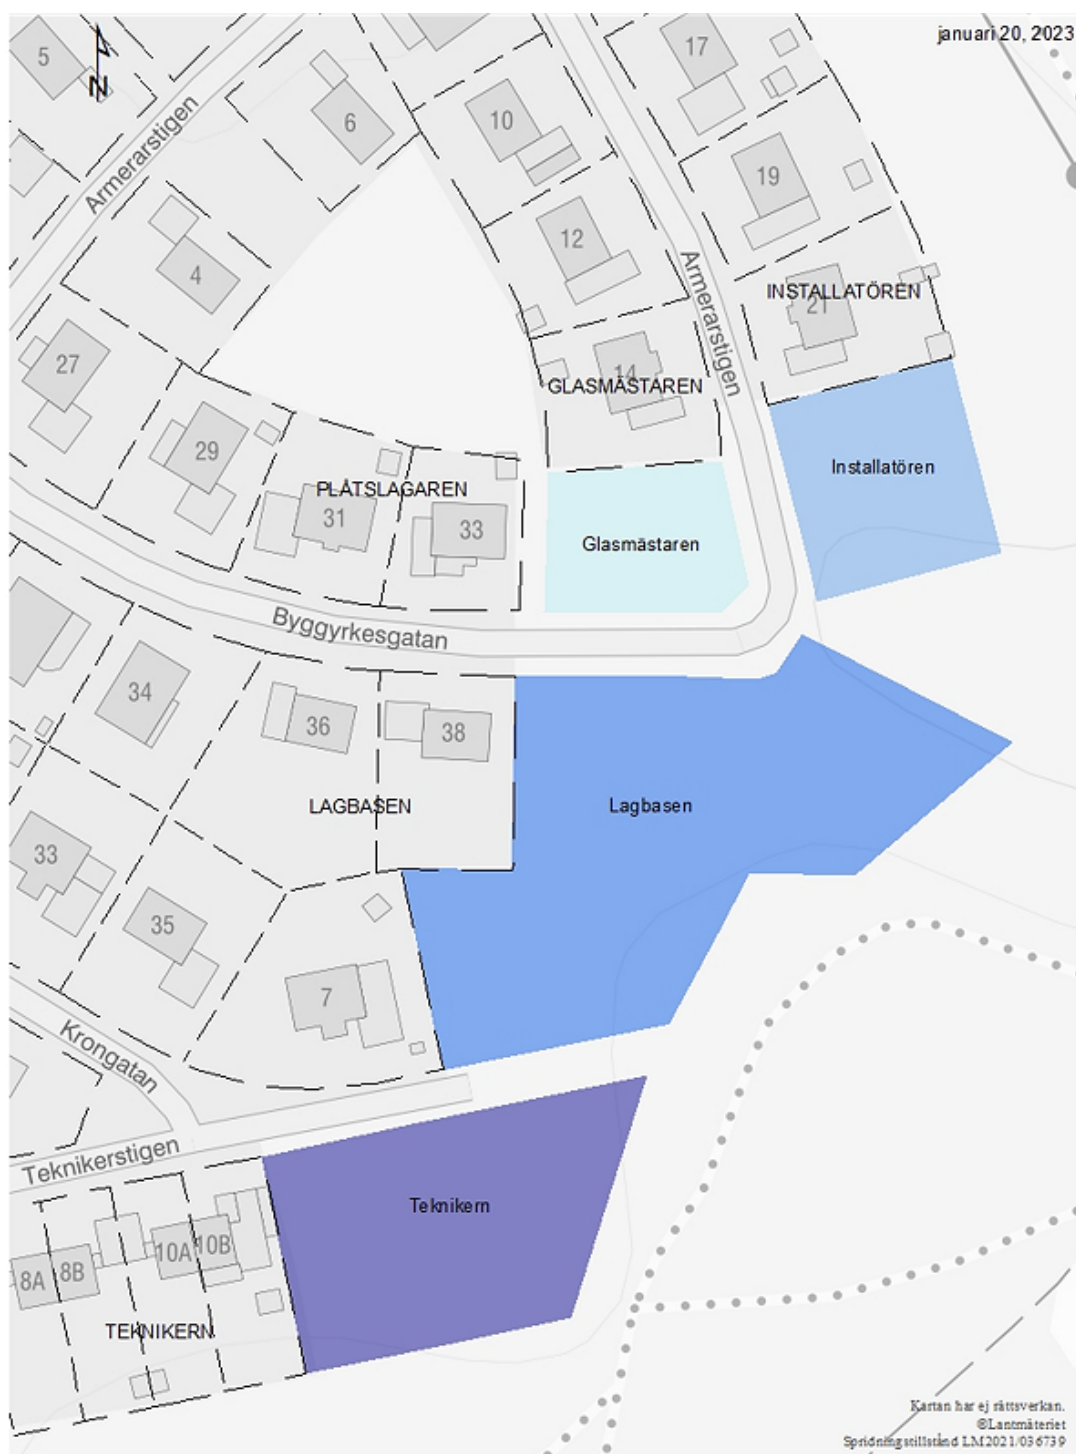 januari 20, 2023
5
N
17
6
10
Armerarstigen
19
12
4
Armerarstigen
INSTALLATÖREN
21
27
14
GLASMÄSTAREN
29
Installatören
PLÅTSLAGAREN
31
33
Glasmästaren
Byggyrkesgatan
34
36
38
LAGBASEN
Lagbasen
33
35
7
Krongatan
Teknikerstigen
Teknikern
10A
10B
8A
8B
TEKNIKERN
Kartan har ej rättsverkan.
©Lantmäteriet
Spridningstillstånd LM2021/036739